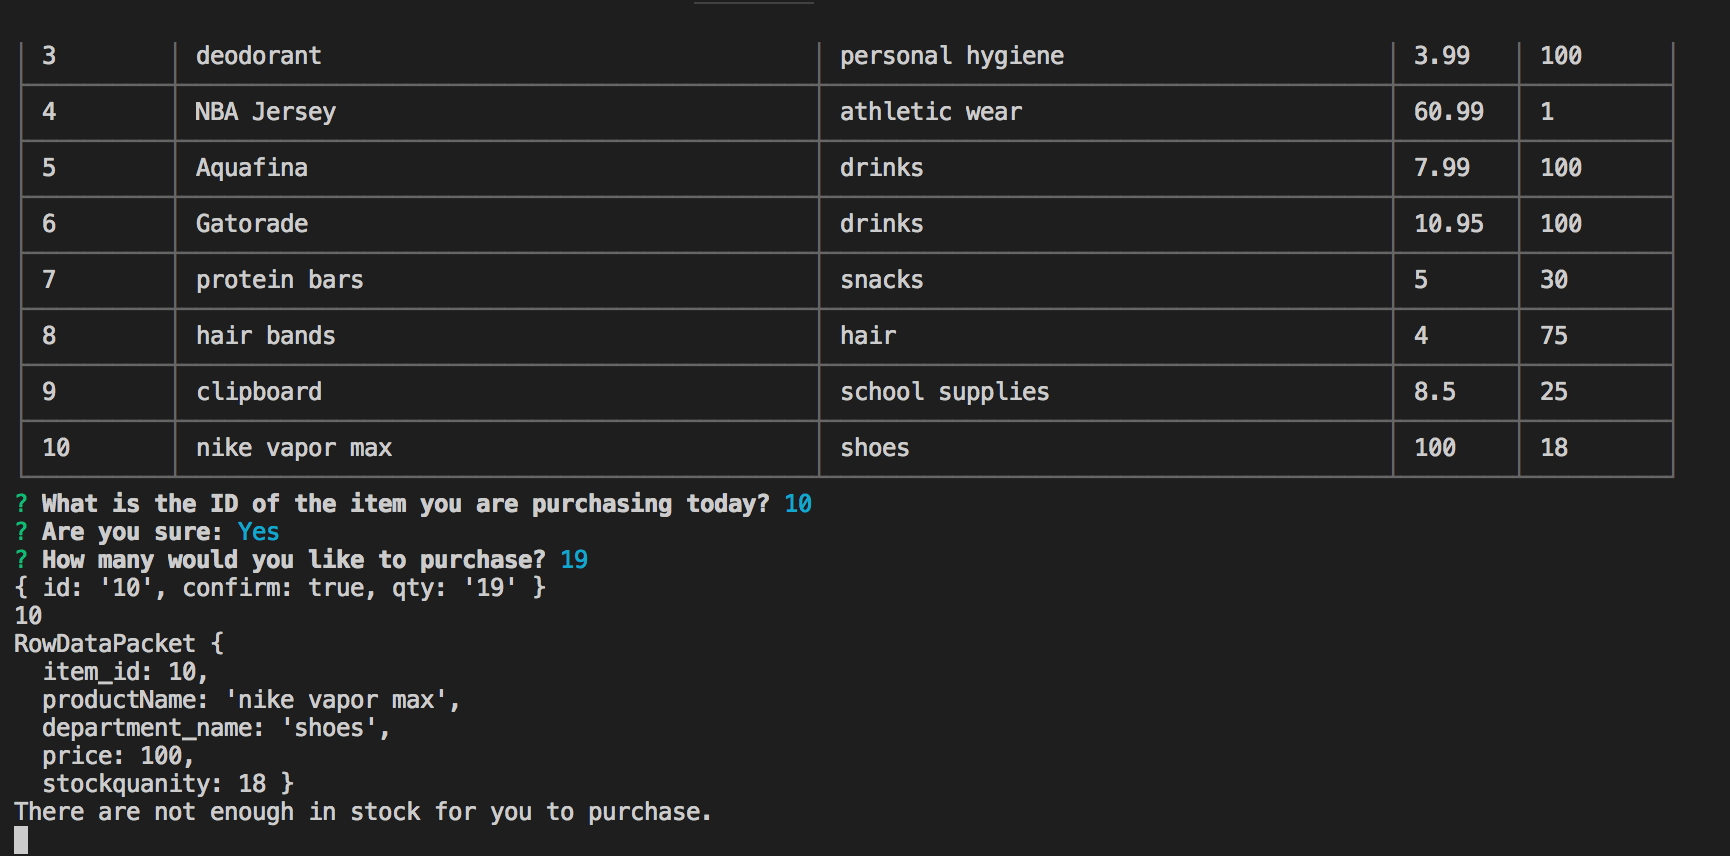 3 deodorant personal hygiene 3.99 100
4 NBA Jersey athletic wear 60.99 1
5 Aquafina drinks 7.99 100
6 Gatorade drinks 10.95 100
7 protein bars snacks 5 30
8 hair bands hair 4 75
9 clipboard school supplies 8.5 25
10 nike vapor max shoes 100 18
? What is the ID of the item you are purchasing today? 10
? Are you sure: Yes
? How many would you like to purchase? 19
{ id: '10', confirm: true, qty: '19' }
10
RowDataPacket {
  item_id: 10,
  productName: 'nike vapor max',
  department_name: 'shoes',
  price: 100,
  stockquanity: 18 }
There are not enough in stock for you to purchase.